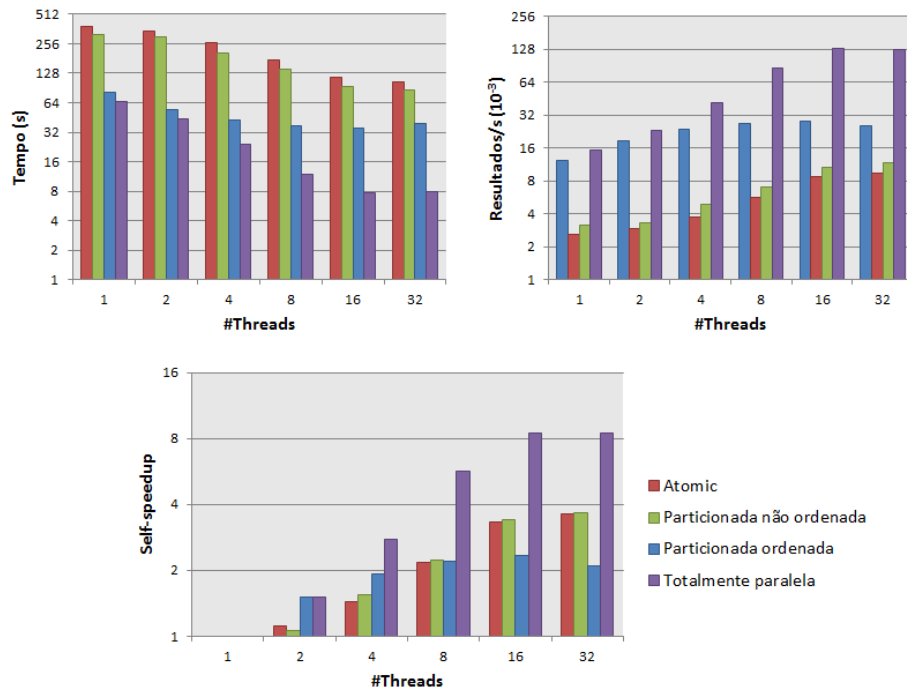 512
256
128
64
32
16
8
4
2
1
Tempo (s)
1 2 4 8 16 32
#Threads
256
128
64
32
16
8
4
2
1
Resultados/s (10⁻³)
1 2 4 8 16 32
#Threads
16
8
4
2
1
Self-speedup
1 2 4 8 16 32
#Threads
Atomic
Particionada não ordenada
Particionada ordenada
Totalmente paralela